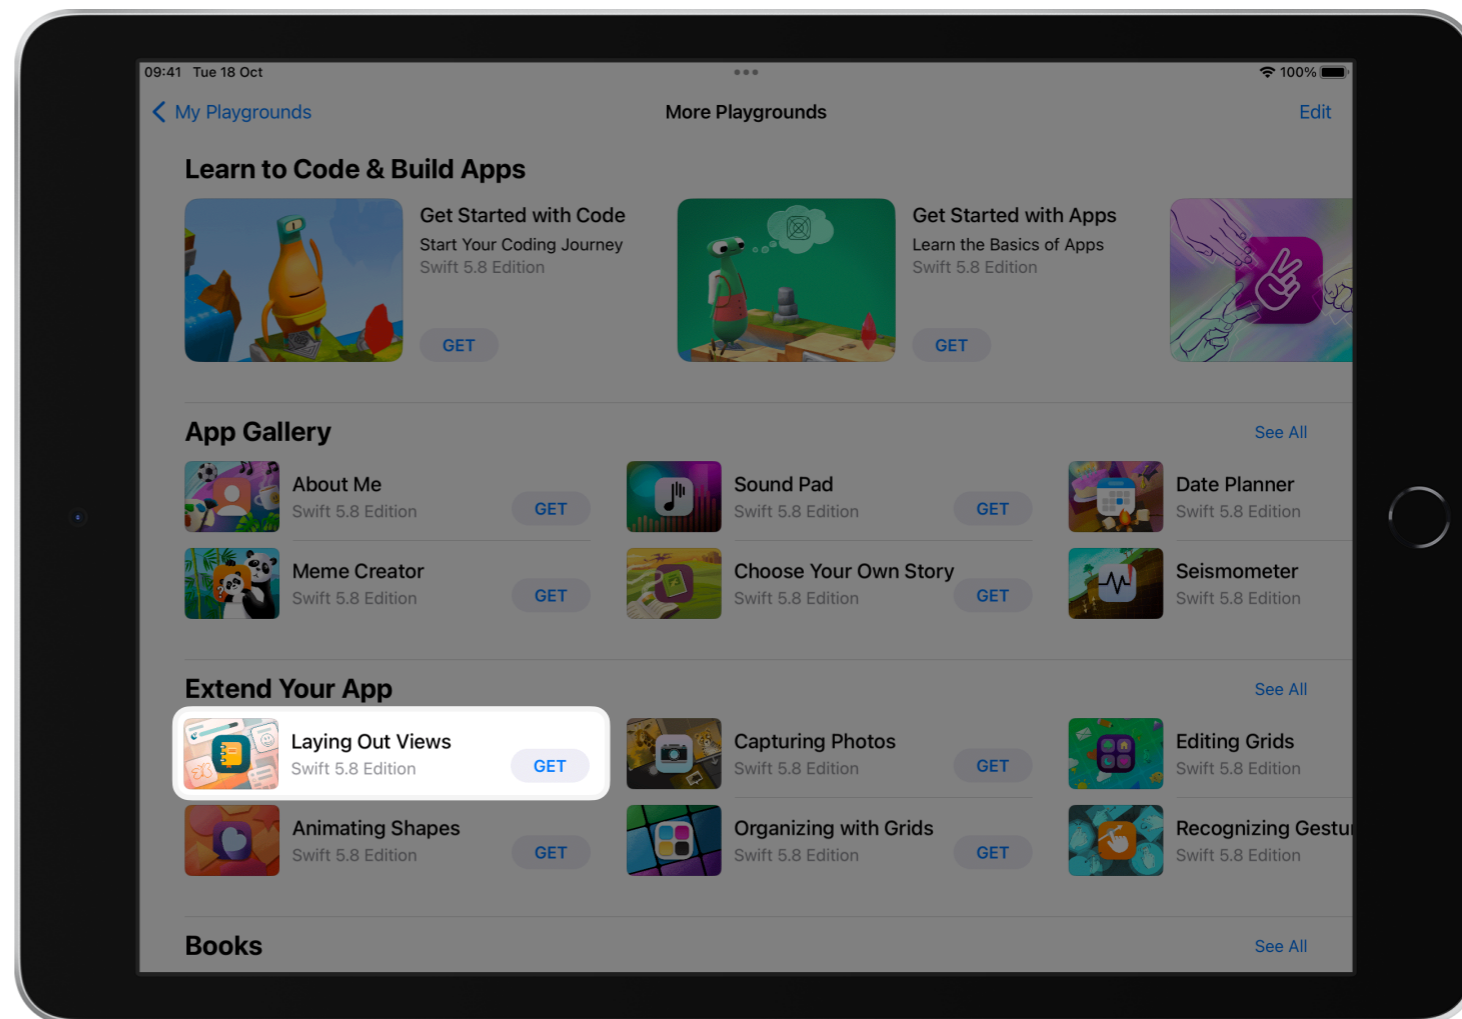 09:41 Tue 18 Oct
100%
My Playgrounds
More Playgrounds
Edit
Learn to Code & Build Apps
Get Started with Code
Start Your Coding Journey
Swift 5.8 Edition
GET
Get Started with Apps
Learn the Basics of Apps
Swift 5.8 Edition
GET
App Gallery
See All
About Me
Swift 5.8 Edition
GET
Sound Pad
Swift 5.8 Edition
GET
Date Planner
Swift 5.8 Edition
Meme Creator
Swift 5.8 Edition
GET
Choose Your Own Story
Swift 5.8 Edition
GET
Seismometer
Swift 5.8 Edition
Extend Your App
See All
Laying Out Views
Swift 5.8 Edition
GET
Capturing Photos
Swift 5.8 Edition
GET
Editing Grids
Swift 5.8 Edition
Animating Shapes
Swift 5.8 Edition
GET
Organizing with Grids
Swift 5.8 Edition
GET
Recognizing Gestu
Swift 5.8 Edition
Books
See All